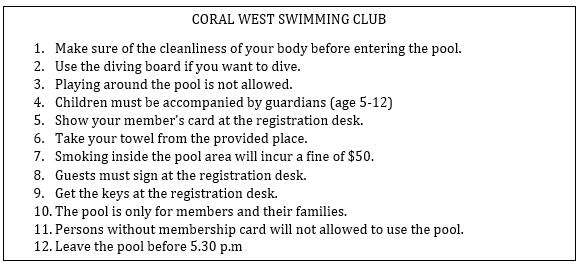 CORAL WEST SWIMMING CLUB
1. Make sure of the cleanliness of your body before entering the pool.
2. Use the diving board if you want to dive.
3. Playing around the pool is not allowed.
4. Children must be accompanied by guardians (age 5-12)
5. Show your member's card at the registration desk.
6. Take your towel from the provided place.
7. Smoking inside the pool area will incur a fine of $50.
8. Guests must sign at the registration desk.
9. Get the keys at the registration desk.
10. The pool is only for members and their families.
11. Persons without membership card will not allowed to use the pool.
12. Leave the pool before 5.30 p.m